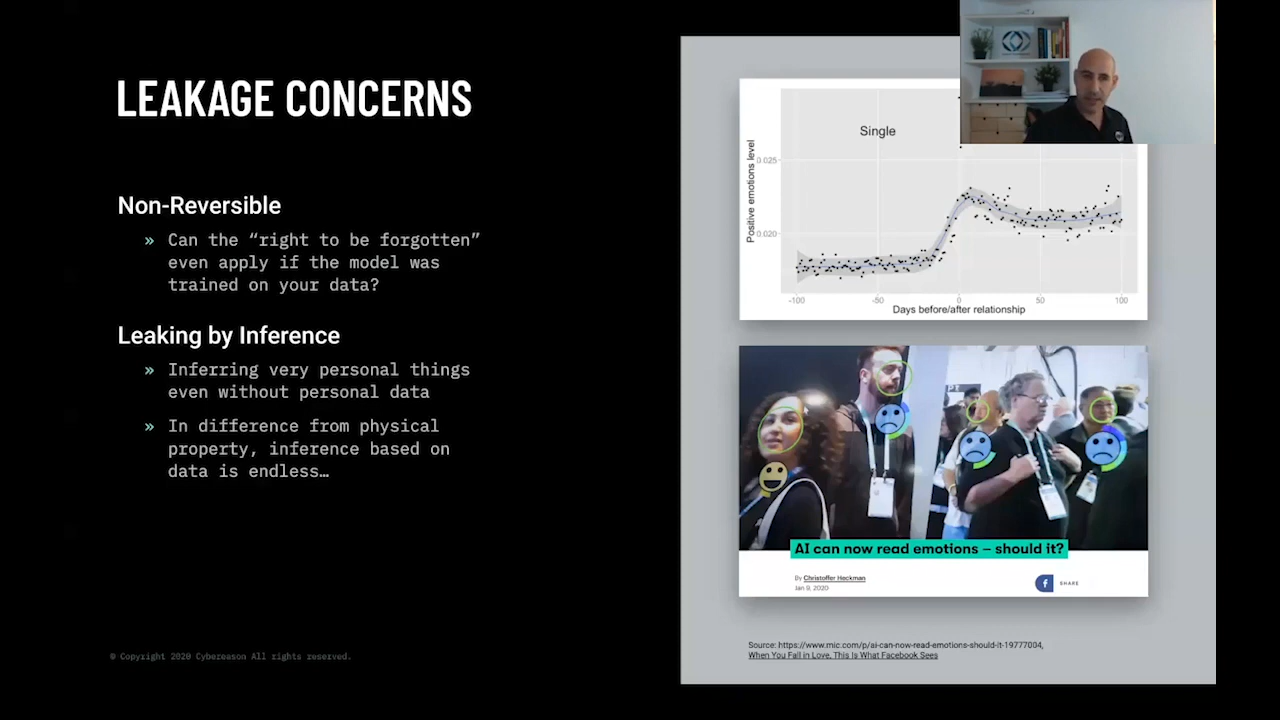 LEAKAGE CONCERNS
Non-Reversible
» Can the “right to be forgotten”
even apply if the model was
trained on your data?
Leaking by Inference
» Inferring very personal things
even without personal data
» In difference from physical
property, inference based on
data is endless…
© Copyright 2020 Cybereason All rights reserved.
Single
Positive emotions level
0.025
0.020
-100 -50 0 50 100
Days before/after relationship
AI can now read emotions – should it?
By Christoffer Heckman
Jan 9, 2020
f SHARE
Source: https://www.mic.com/p/ai-can-now-read-emotions-should-it-19777004,
When You Fall in Love, This Is What Facebook Sees